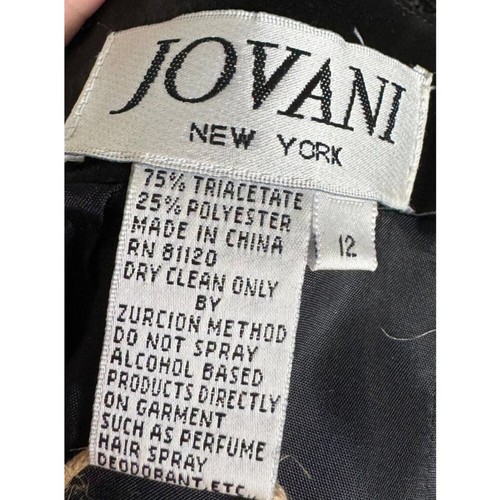 JOVANI
NEW YORK
75% TRIACETATE
25% POLYESTER
MADE IN CHINA
RN 81120
DRY CLEAN ONLY
BY
ZURCION METHOD
DO NOT SPRAY
ALCOHOL BASED
PRODUCTS DIRECTLY
ON GARMENT
SUCH AS PERFUME
HAIR SPRAY
DEODORANT ETC.
12